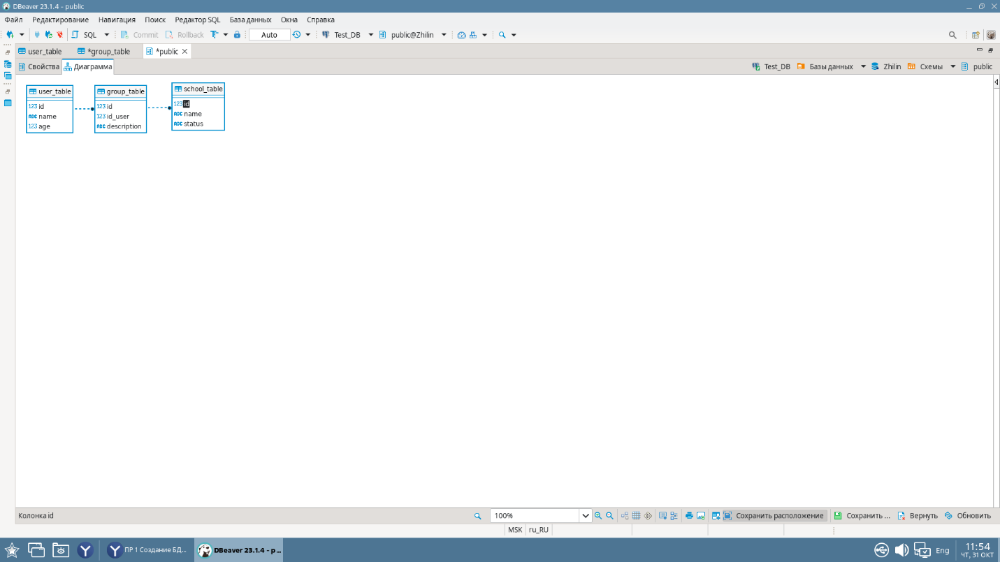 DBeaver 23.1.4 - public
Файл Редактирование Навигация Поиск Редактор SQL База данных Окна Справка
SQL Commit Rollback Auto Test_DB public@Zhilin
user_table *group_table *public
Свойства Диаграмма Test_DB Базы данных Zhilin Схемы public
user_table
123 id
ABC name
123 age
group_table
123 id
123 id_user
ABC description
school_table
123 id
ABC name
ABC status
Колонка id 100% Сохранить расположение Сохранить ... Вернуть Обновить
MSK ru_RU
ПР 1 Создание БД... DBeaver 23.1.4 - p... Eng 11:54
ЧТ, 31 ОКТ